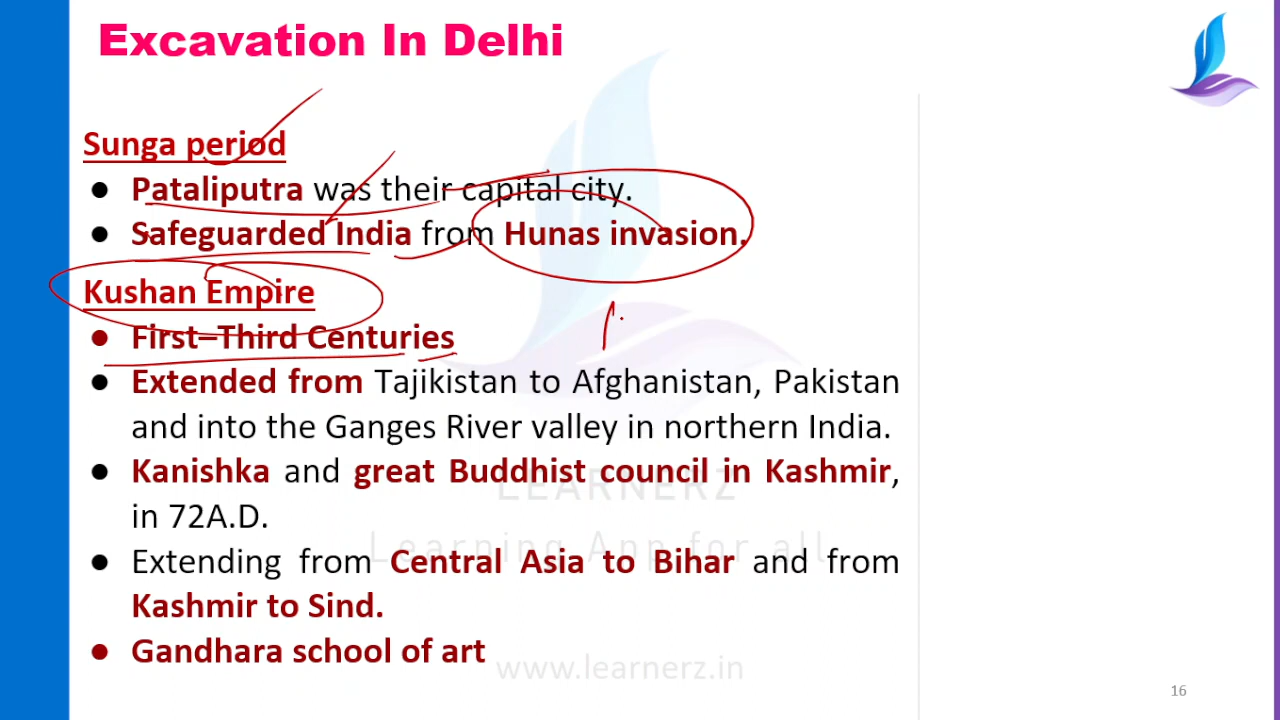 Excavation In Delhi
Sunga period
● Pataliputra was their capital city.
● Safeguarded India from Hunas invasion.
Kushan Empire
● First–Third Centuries
● Extended from Tajikistan to Afghanistan, Pakistan
and into the Ganges River valley in northern India.
● Kanishka and great Buddhist council in Kashmir,
in 72A.D.
LEARNERZ
Learning App for all
● Extending from Central Asia to Bihar and from
Kashmir to Sind.
● Gandhara school of art
www.learnerz.in
16